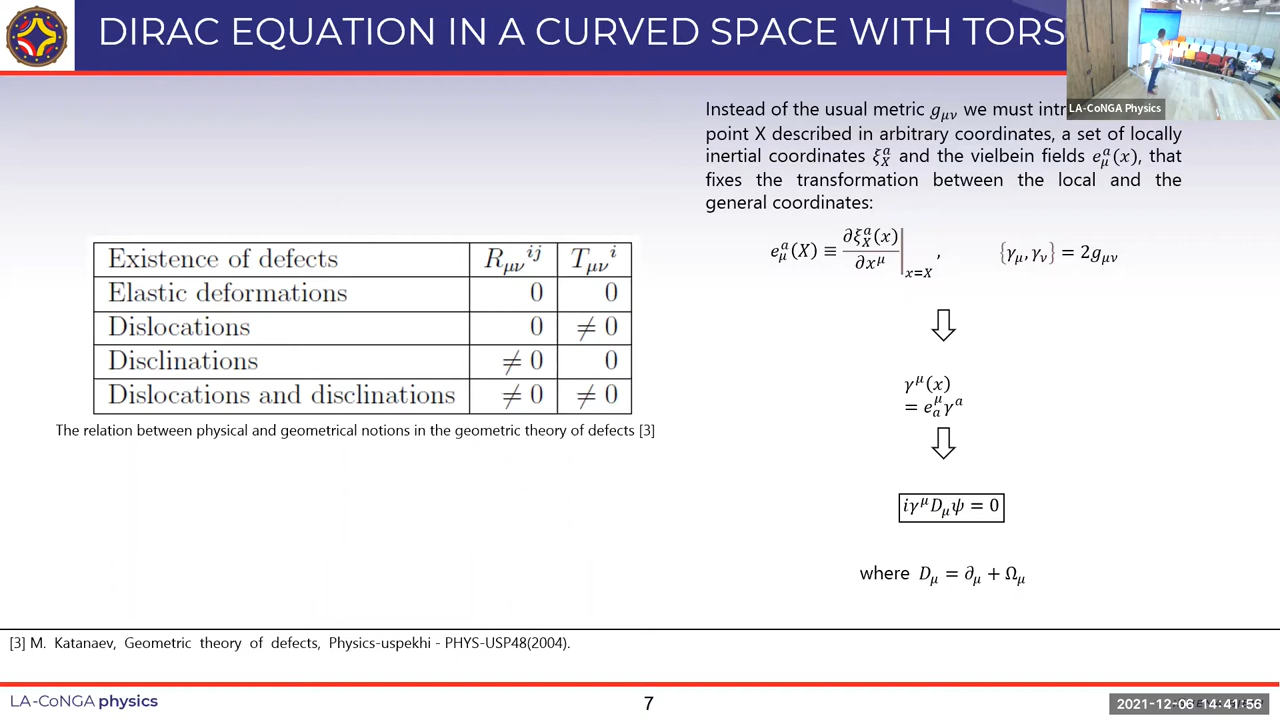 DIRAC EQUATION IN A CURVED SPACE WITH
LA-CoNGA Physics
Instead of the usual metric g_{μν} we must
point X described in arbitrary coordinates, a set of locally
inertial coordinates ξ^a_X and the vielbein fields e^a_μ(x), that
fixes the transformation between the local and the
general coordinates:
e^a_μ(X) ≡ ∂ξ^a_X(x)/∂x^μ |_{x=X} , {γ_μ, γ_ν} = 2g_{μν}
⇩
γ^μ(x)
= e^μ_a γ^a
⇩
iγ^μ D_μ ψ = 0
where D_μ = ∂_μ + Ω_μ
Existence of defects R_{μν}^{ij} T_{μν}^i
Elastic deformations 0 0
Dislocations 0 ≠ 0
Disclinations ≠ 0 0
Dislocations and disclinations ≠ 0 ≠ 0
The relation between physical and geometrical notions in the geometric theory of defects [3]
[3] M. Katanaev, Geometric theory of defects, Physics-uspekhi - PHYS-USP48(2004).
LA-CoNGA physics
7
2021-12-06 14:41:56